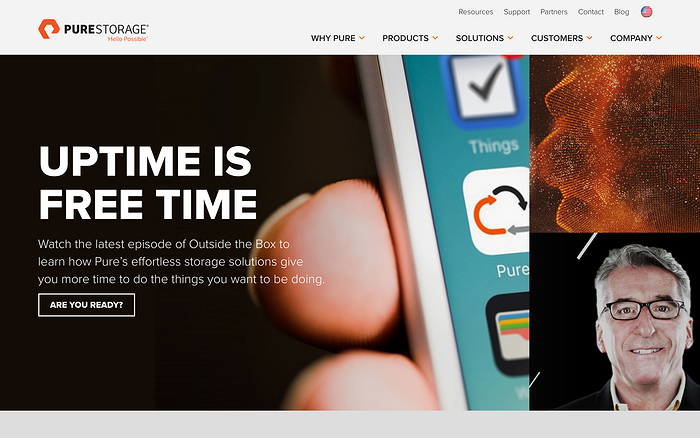 Resources Support Partners Contact Blog
PURESTORAGE®
Hello Possible™
WHY PURE PRODUCTS SOLUTIONS CUSTOMERS COMPANY
UPTIME IS
FREE TIME
Watch the latest episode of Outside the Box to
learn how Pure's effortless storage solutions give
you more time to do the things you want to be doing.
ARE YOU READY?
Things
Pure